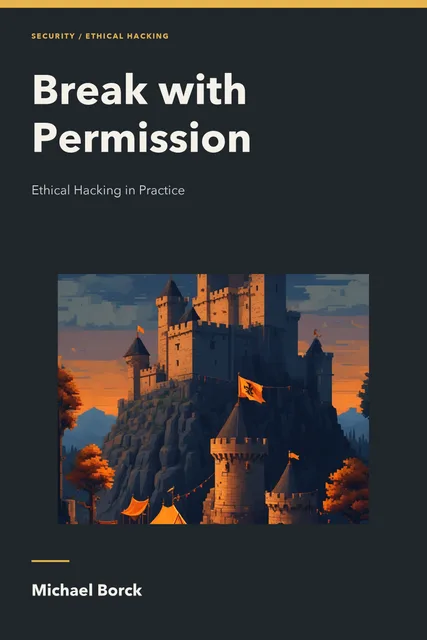 SECURITY / ETHICAL HACKING
Break with
Permission
Ethical Hacking in Practice
Michael Borck